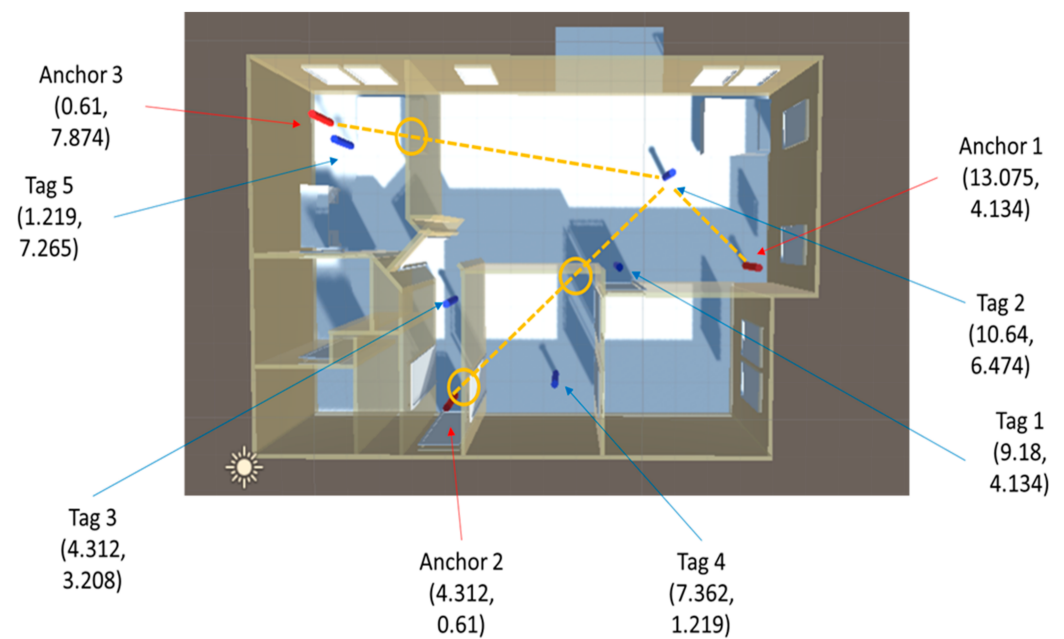 Anchor 3
(0.61,
7.874)
Tag 5
(1.219,
7.265)
Anchor 1
(13.075,
4.134)
Tag 2
(10.64,
6.474)
Tag 1
(9.18,
4.134)
Tag 3
(4.312,
3.208)
Anchor 2
(4.312,
0.61)
Tag 4
(7.362,
1.219)